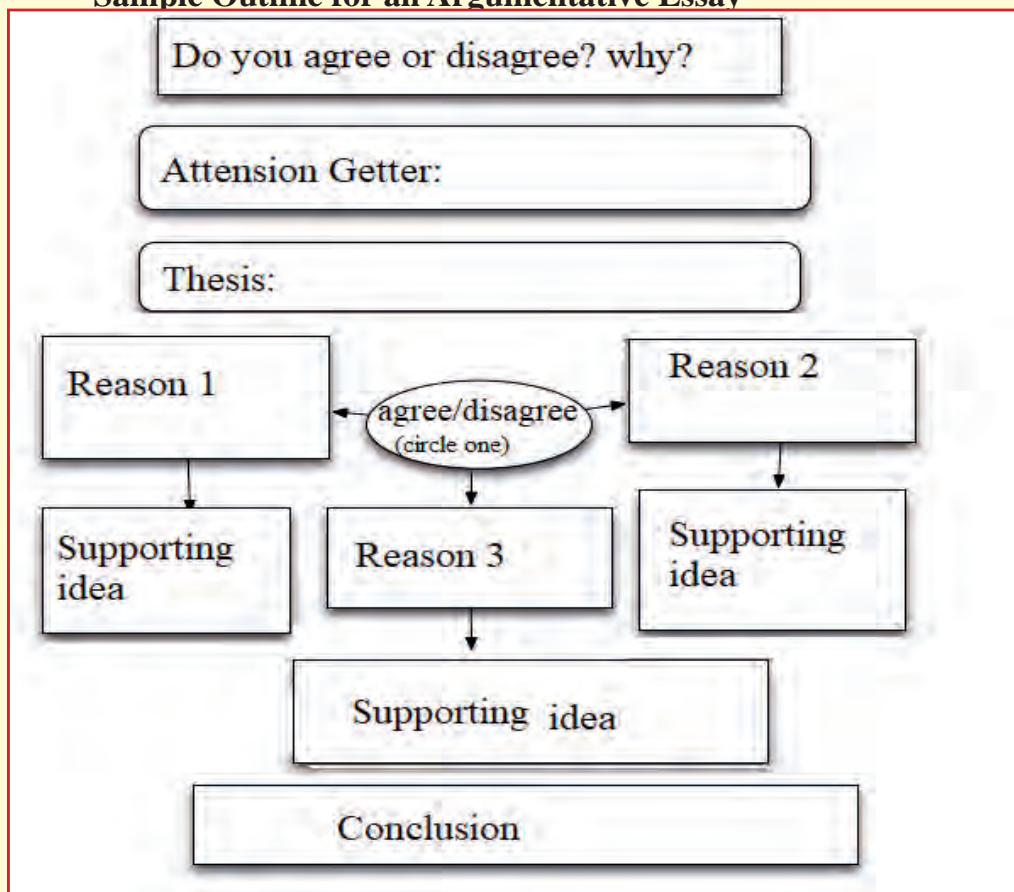 Sample Outline for an Argumentative Essay
Do you agree or disagree? why?
Attension Getter:
Thesis:
Reason 1
agree/disagree
(circle one)
Reason 2
Supporting
idea
Reason 3
Supporting
idea
Supporting idea
Conclusion